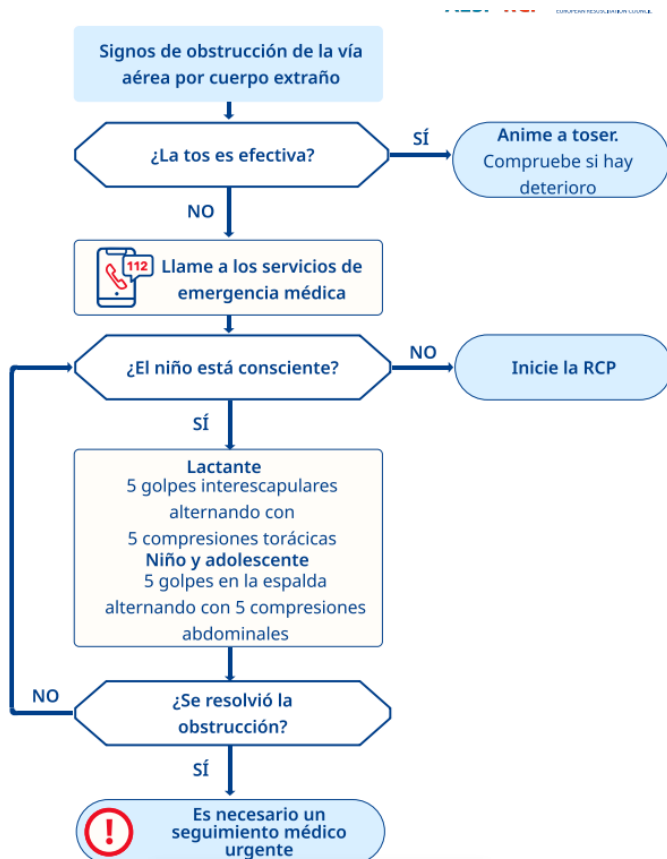 EUROPEAN RESUSCITATION COUNCIL
Signos de obstrucción de la vía
aérea por cuerpo extraño
¿La tos es efectiva?
SÍ
Anime a toser.
Compruebe si hay
deterioro
NO
112
Llame a los servicios de
emergencia médica
¿El niño está consciente?
NO
Inicie la RCP
SÍ
Lactante
5 golpes interescapulares
alternando con
5 compresiones torácicas
Niño y adolescente
5 golpes en la espalda
alternando con 5 compresiones
abdominales
NO
¿Se resolvió la
obstrucción?
SÍ
!
Es necesario un
seguimiento médico
urgente